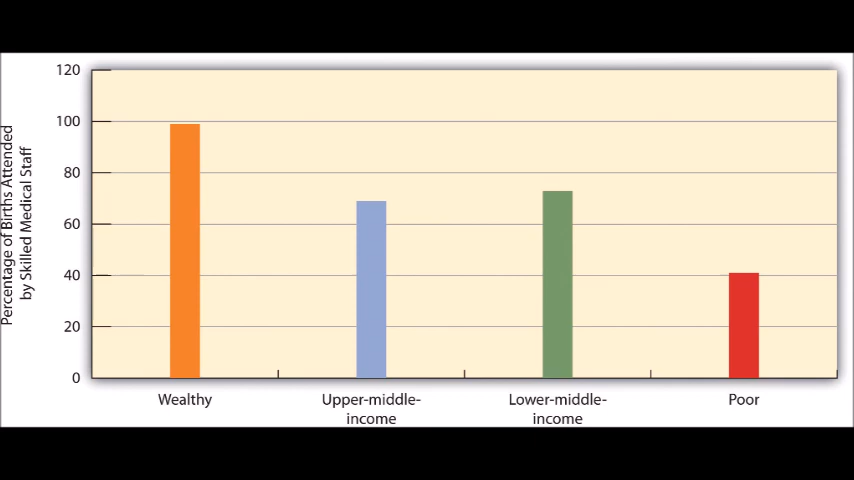 120
100
80
60
40
20
0
Percentage of Births Attended
by Skilled Medical Staff
Wealthy
Upper-middle-
income
Lower-middle-
income
Poor